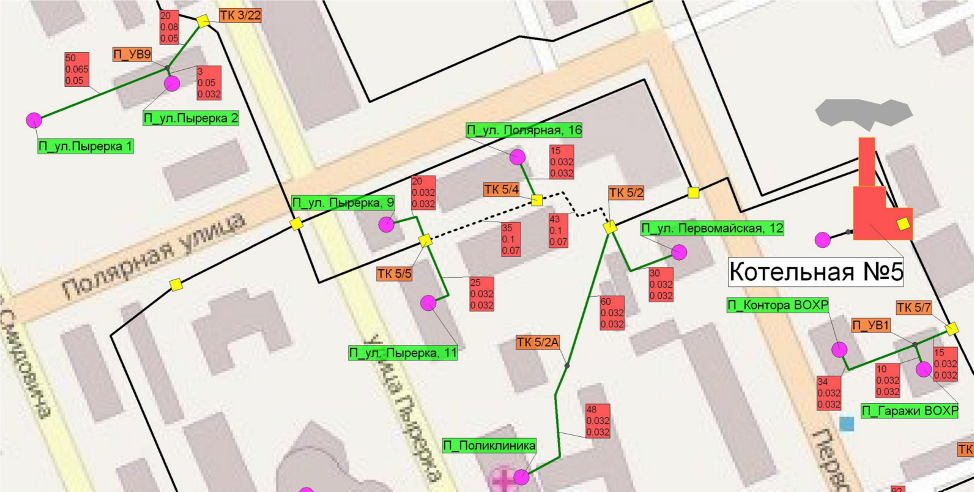 20
0.08
0.05
ТК 3/22
П_УВ9
50
0.065
0.05
3
0.05
0.032
П_ул.Пырерка 2
П_ул.Пырерка 1
П_ул. Полярная, 16
15
0.032
0.032
20
0.032
0.032
ТК 5/4
ТК 5/2
П_ул. Пырерка, 9
43
0.1
0.07
35
0.1
0.07
П_ул. Первомайская, 12
Полярная улица
ТК 5/5
25
0.032
0.032
30
0.032
0.032
Котельная №5
60
0.032
0.032
П_Контора ВОХР
ТК 5/7
П_УВ1
Смидовича
улица Пырерка
П_ул. Пырерка, 11
ТК 5/2А
15
0.032
0.032
10
0.032
0.032
34
0.032
0.032
П_Гаражи ВОХР
48
0.032
0.032
П_Поликлиника
Перво
ТК